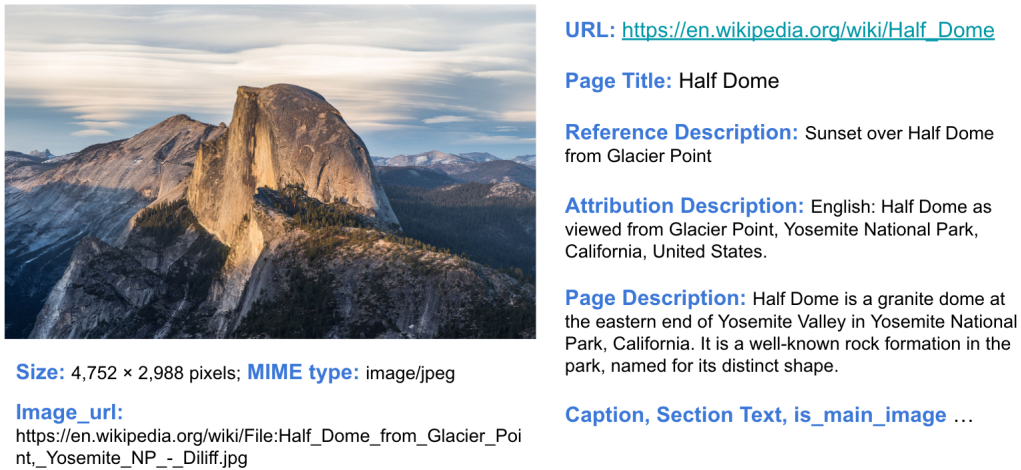 URL: https://en.wikipedia.org/wiki/Half_Dome
Page Title: Half Dome
Reference Description: Sunset over Half Dome
from Glacier Point
Attribution Description: English: Half Dome as
viewed from Glacier Point, Yosemite National Park,
California, United States.
Page Description: Half Dome is a granite dome at
the eastern end of Yosemite Valley in Yosemite National
Park, California. It is a well-known rock formation in the
park, named for its distinct shape.
Caption, Section Text, is_main_image …
Size: 4,752 × 2,988 pixels; MIME type: image/jpeg
Image_url:
https://en.wikipedia.org/wiki/File:Half_Dome_from_Glacier_Poi
nt,_Yosemite_NP_-_Diliff.jpg